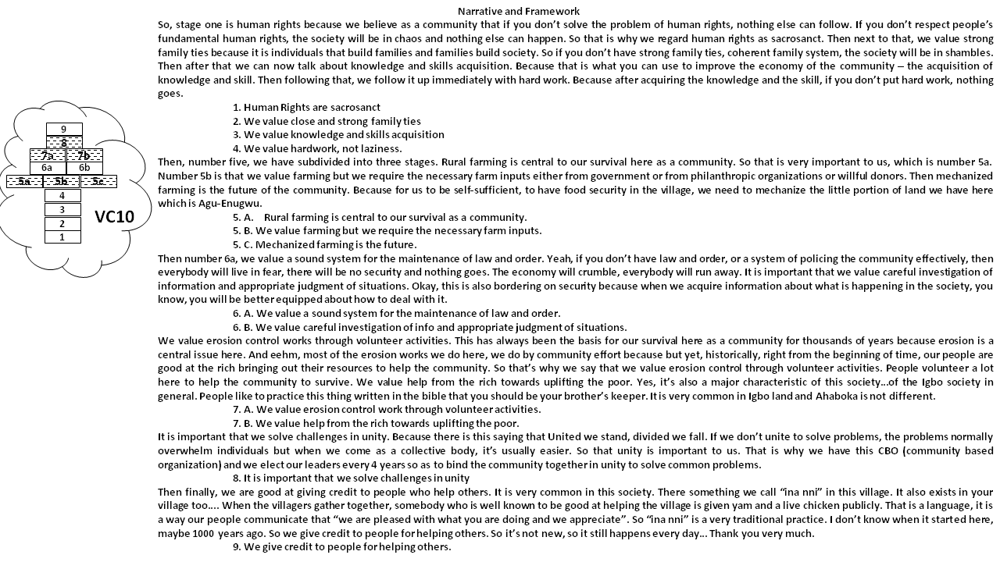 Narrative and Framework
So, stage one is human rights because we believe as a community that if you don’t solve the problem of human rights, nothing else can follow. If you don’t respect people’s
fundamental human rights, the society will be in chaos and nothing else can happen. So that is why we regard human rights as sacrosanct. Then next to that, we value strong
family ties because it is individuals that build families and families build society. So if you don’t have strong family ties, coherent family system, the society will be in shambles.
Then after that we can now talk about knowledge and skills acquisition. Because that is what you can use to improve the economy of the community – the acquisition of
knowledge and skill. Then following that, we follow it up immediately with hard work. Because after acquiring the knowledge and the skill, if you don’t put hard work, nothing
goes.
1. Human Rights are sacrosanct
2. We value close and strong family ties
3. We value knowledge and skills acquisition
4. We value hardwork, not laziness.
Then, number five, we have subdivided into three stages. Rural farming is central to our survival here as a community. So that is very important to us, which is number 5a.
Number 5b is that we value farming but we require the necessary farm inputs either from government or from philanthropic organizations or willful donors. Then mechanized
farming is the future of the community. Because for us to be self-sufficient, to have food security in the village, we need to mechanize the little portion of land we have here
which is Agu-Enugwu.
5. A. Rural farming is central to our survival as a community.
5. B. We value farming but we require the necessary farm inputs.
5. C. Mechanized farming is the future.
Then number 6a, we value a sound system for the maintenance of law and order. Yeah, if you don’t have law and order, or a system of policing the community effectively, then
everybody will live in fear, there will be no security and nothing goes. The economy will crumble, everybody will run away. It is important that we value careful investigation of
information and appropriate judgment of situations. Okay, this is also bordering on security because when we acquire information about what is happening in the society, you
know, you will be better equipped about how to deal with it.
6. A. We value a sound system for the maintenance of law and order.
6. B. We value careful investigation of info and appropriate judgment of situations.
We value erosion control works through volunteer activities. This has always been the basis for our survival here as a community for thousands of years because erosion is a
central issue here. And eehm, most of the erosion works we do here, we do by community effort because but yet, historically, right from the beginning of time, our people are
good at the rich bringing out their resources to help the community. So that’s why we say that we value erosion control through volunteer activities. People volunteer a lot
here to help the community to survive. We value help from the rich towards uplifting the poor. Yes, it’s also a major characteristic of this society...of the Igbo society in
general. People like to practice this thing written in the bible that you should be your brother’s keeper. It is very common in Igbo land and Ahaboka is not different.
7. A. We value erosion control work through volunteer activities.
7. B. We value help from the rich towards uplifting the poor.
It is important that we solve challenges in unity. Because there is this saying that United we stand, divided we fall. If we don’t unite to solve problems, the problems normally
overwhelm individuals but when we come as a collective body, it’s usually easier. So that unity is important to us. That is why we have this CBO (community based
organization) and we elect our leaders every 4 years so as to bind the community together in unity to solve common problems.
8. It is important that we solve challenges in unity
Then finally, we are good at giving credit to people who help others. It is very common in this society. There something we call “ina nni” in this village. It also exists in your
village too.... When the villagers gather together, somebody who is well known to be good at helping the village is given yam and a live chicken publicly. That is a language, it is
a way our people communicate that “we are pleased with what you are doing and we appreciate”. So “ina nni” is a very traditional practice. I don’t know when it started here,
maybe 1000 years ago. So we give credit to people for helping others. So it’s not new, so it still happens every day... Thank you very much.
9. We give credit to people for helping others.
9
8
7a 7b
6a 6b
5a 5b 5c
4
3
2
1
VC10